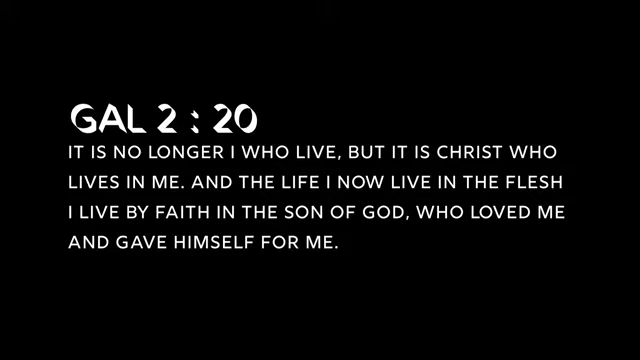 GAL 2 : 20
IT IS NO LONGER I WHO LIVE, BUT IT IS CHRIST WHO
LIVES IN ME. AND THE LIFE I NOW LIVE IN THE FLESH
I LIVE BY FAITH IN THE SON OF GOD, WHO LOVED ME
AND GAVE HIMSELF FOR ME.